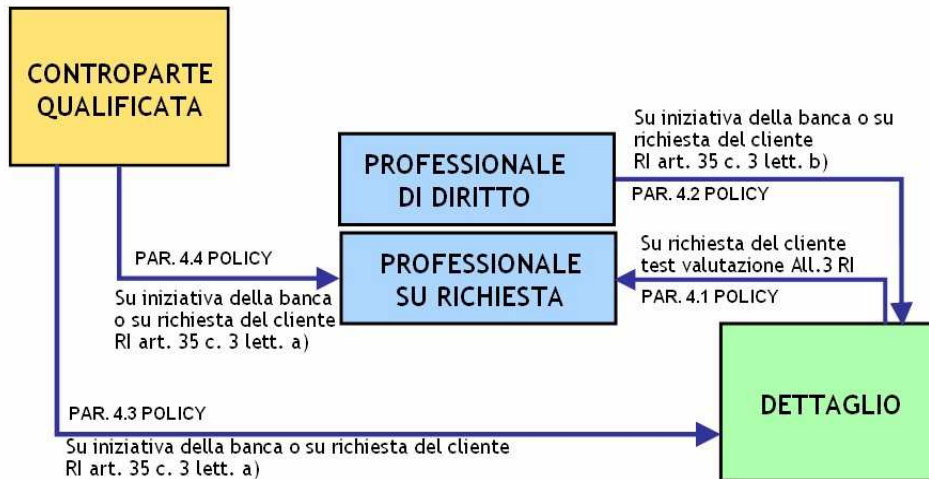 CONTROPARTE
QUALIFICATA
PROFESSIONALE
DI DIRITTO
Su iniziativa della banca o su
richiesta del cliente
RI art. 35 c. 3 lett. b)
PAR. 4.2 POLICY
PROFESSIONALE
SU RICHIESTA
Su richiesta del cliente
test valutazione All.3 RI
PAR. 4.1 POLICY
PAR. 4.4 POLICY
Su iniziativa della banca
o su richiesta del cliente
RI art. 35 c. 3 lett. a)
DETTAGLIO
PAR. 4.3 POLICY
Su iniziativa della banca o su richiesta del cliente
RI art. 35 c. 3 lett. a)